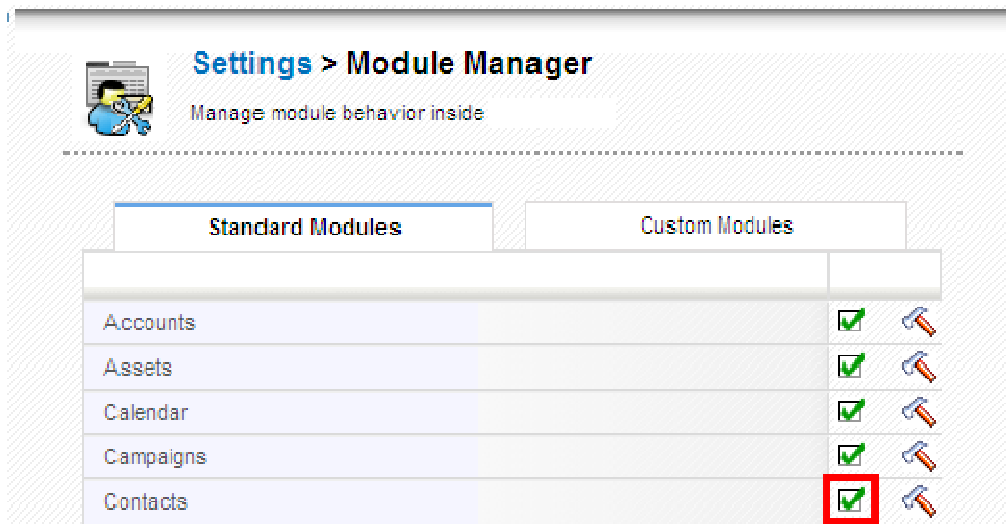 Settings > Module Manager
Manage module behavior inside
Standard Modules
Custom Modules
Accounts
Assets
Calendar
Campaigns
Contacts